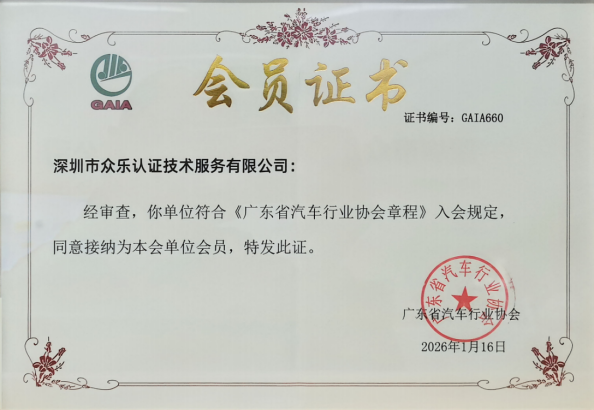 GAIA
会员证书
证书编号：GAIA660
深圳市众乐认证技术服务有限公司：
经审查，你单位符合《广东省汽车行业协会章程》入会规定，
同意接纳为本会单位会员，特发此证。
广东省汽车行业协会
广东省汽车行业协会
2026年1月16日